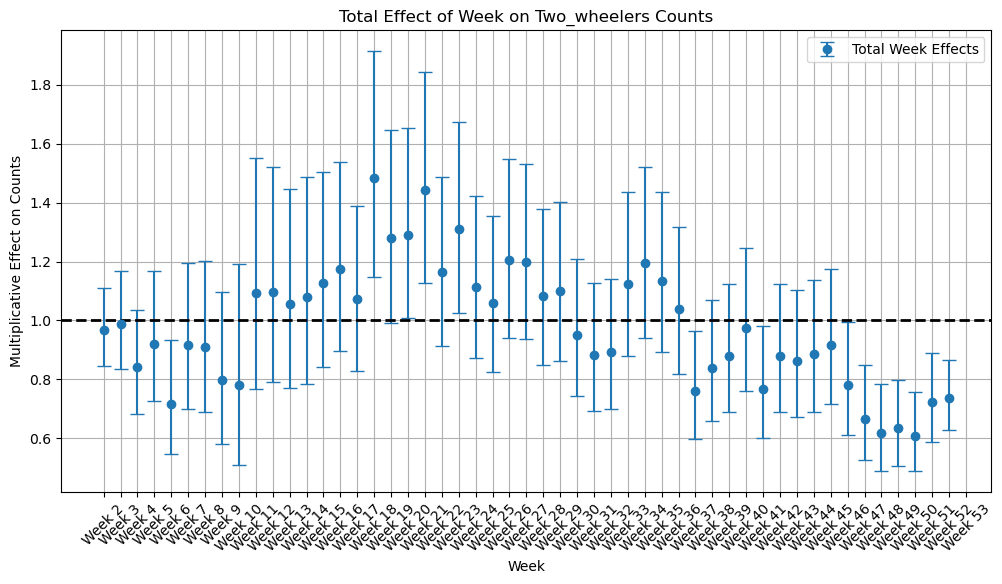 Total Effect of Week on Two_wheelers Counts
Total Week Effects
Multiplicative Effect on Counts
1.8
1.6
1.4
1.2
1.0
0.8
0.6
Week 2
Week 3
Week 4
Week 5
Week 6
Week 7
Week 8
Week 9
Week 10
Week 11
Week 12
Week 13
Week 14
Week 15
Week 16
Week 17
Week 18
Week 19
Week 20
Week 21
Week 22
Week 23
Week 24
Week 25
Week 26
Week 27
Week 28
Week 29
Week 30
Week 31
Week 32
Week 33
Week 34
Week 35
Week 36
Week 37
Week 38
Week 39
Week 40
Week 41
Week 42
Week 43
Week 44
Week 45
Week 46
Week 47
Week 48
Week 49
Week 50
Week 51
Week 52
Week 53
Week